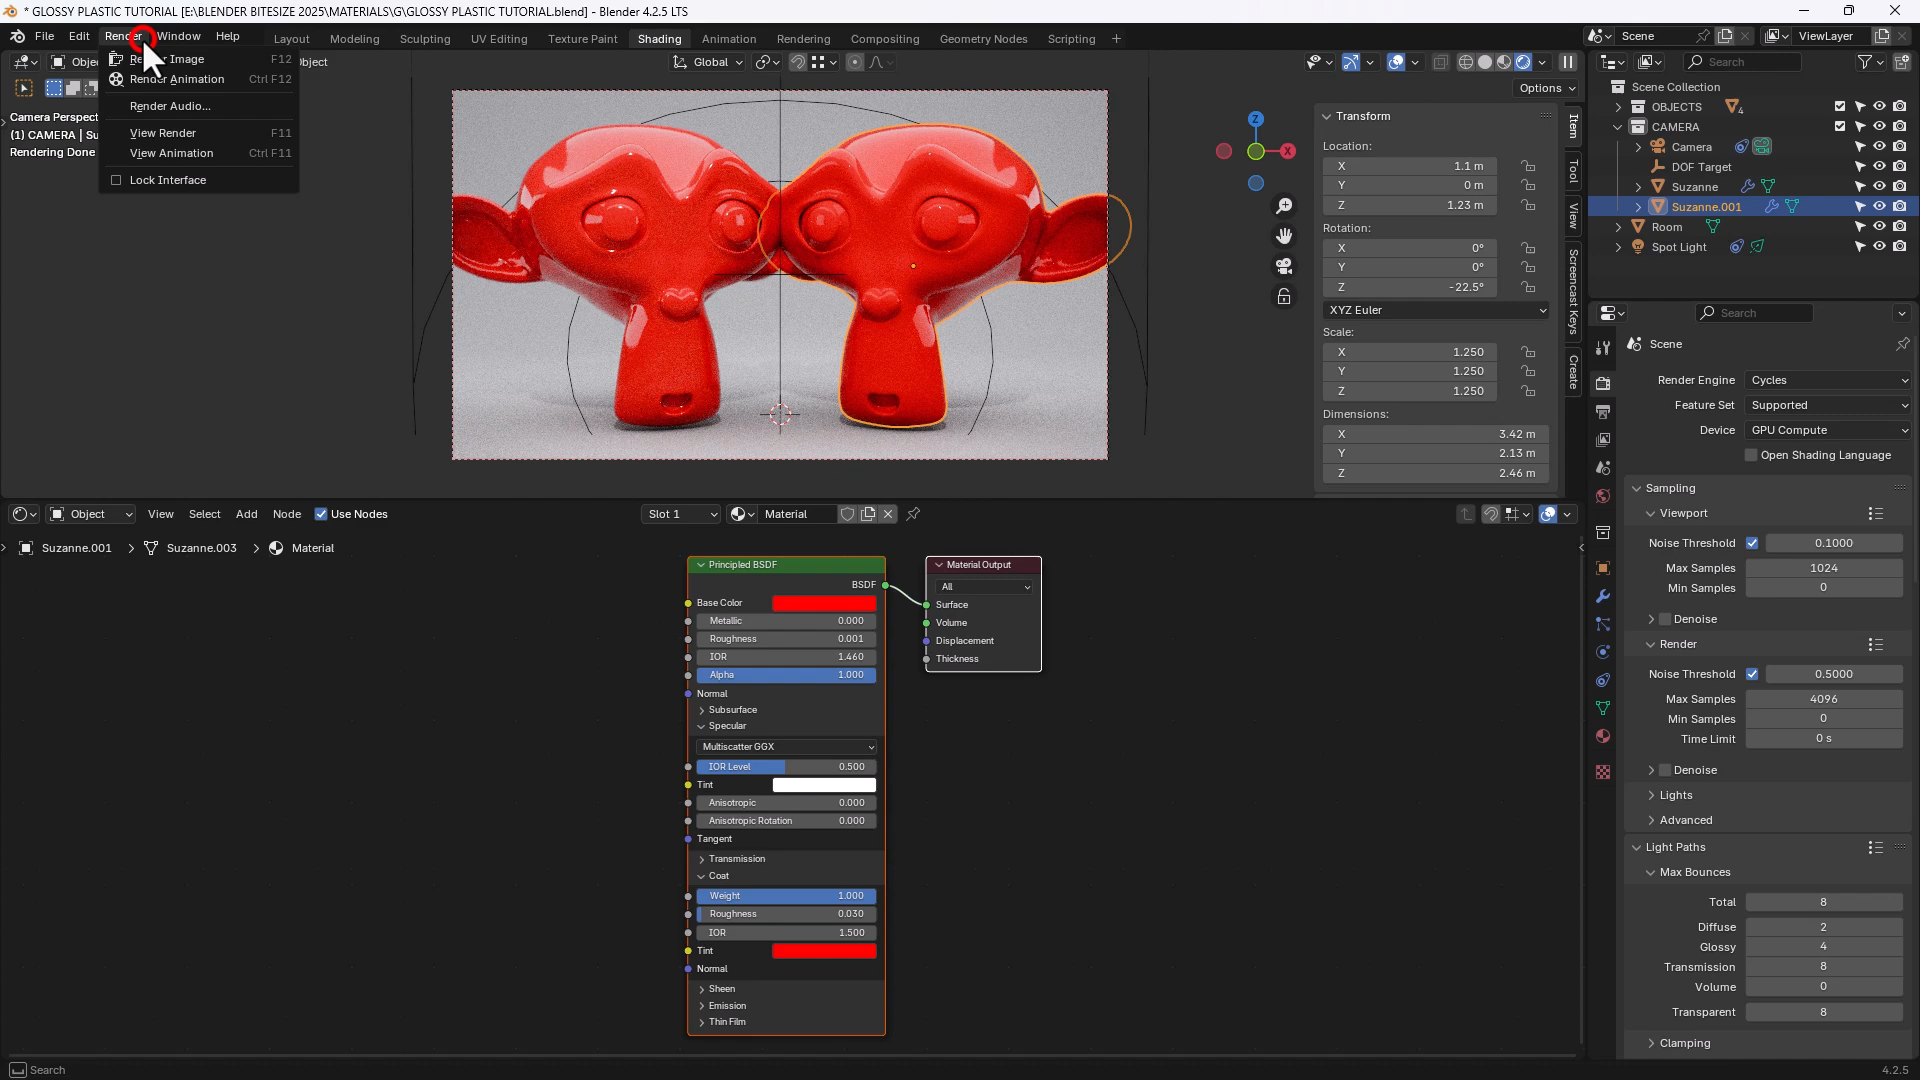 * GLOSSY PLASTIC TUTORIAL [E:\BLENDER BITESIZE 2025\MATERIALS\G\GLOSSY PLASTIC TUTORIAL.blend] - Blender 4.2.5 LTS
File Edit Render Window Help Layout Modeling Sculpting UV Editing Texture Paint Shading Animation Rendering Compositing Geometry Nodes Scripting + Scene ViewLayer
Global Search
Options
Image F12
Render Animation Ctrl F12
Render Audio...
View Render F11
View Animation Ctrl F11
Lock Interface
Camera Perspect
(1) CAMERA | Su
Rendering Done
Z
X
Transform
Location:
X 1.1 m
Y 0 m
Z 1.23 m
Rotation:
X 0°
Y 0°
Z -22.5°
XYZ Euler
Scale:
X 1.250
Y 1.250
Z 1.250
Dimensions:
X 3.42 m
Y 2.13 m
Z 2.46 m
Item
Tool
View
Screencast Keys
Create
Scene Collection
OBJECTS 4
CAMERA
Camera
DOF Target
Suzanne
Suzanne.001
Room
Spot Light
Search
Scene
Render Engine Cycles
Feature Set Supported
Device GPU Compute
Open Shading Language
Sampling
Viewport
Noise Threshold 0.1000
Max Samples 1024
Min Samples 0
Denoise
Render
Noise Threshold 0.5000
Max Samples 4096
Min Samples 0
Time Limit 0 s
Denoise
Lights
Advanced
Light Paths
Max Bounces
Total 8
Diffuse 2
Glossy 4
Transmission 8
Volume 0
Transparent 8
Clamping
Object View Select Add Node Use Nodes Slot 1 Material
Suzanne.001 > Suzanne.003 > Material
Principled BSDF
BSDF
Base Color
Metallic 0.000
Roughness 0.001
IOR 1.460
Alpha 1.000
Normal
Subsurface
Specular
Multiscatter GGX
IOR Level 0.500
Tint
Anisotropic 0.000
Anisotropic Rotation 0.000
Tangent
Transmission
Coat
Weight 1.000
Roughness 0.030
IOR 1.500
Tint
Normal
Sheen
Emission
Thin Film
Material Output
All
Surface
Volume
Displacement
Thickness
Search
4.2.5